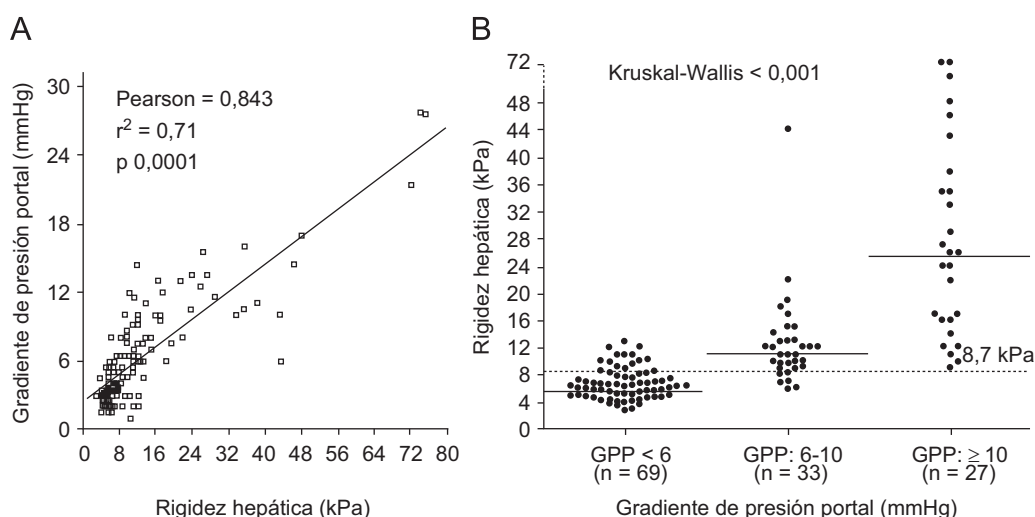 A
Gradiente de presión portal (mmHg)
30
24
18
12
6
0
Pearson = 0,843
r² = 0,71
p 0,0001
0 8 16 24 32 40 48 56 64 72 80
Rigidez hepática (kPa)
B
Rigidez hepática (kPa)
72
48
44
40
36
32
28
24
20
16
12
8
4
0
Kruskal-Wallis < 0,001
8,7 kPa
GPP < 6 GPP: 6-10 GPP: ≥ 10
(n = 69) (n = 33) (n = 27)
Gradiente de presión portal (mmHg)